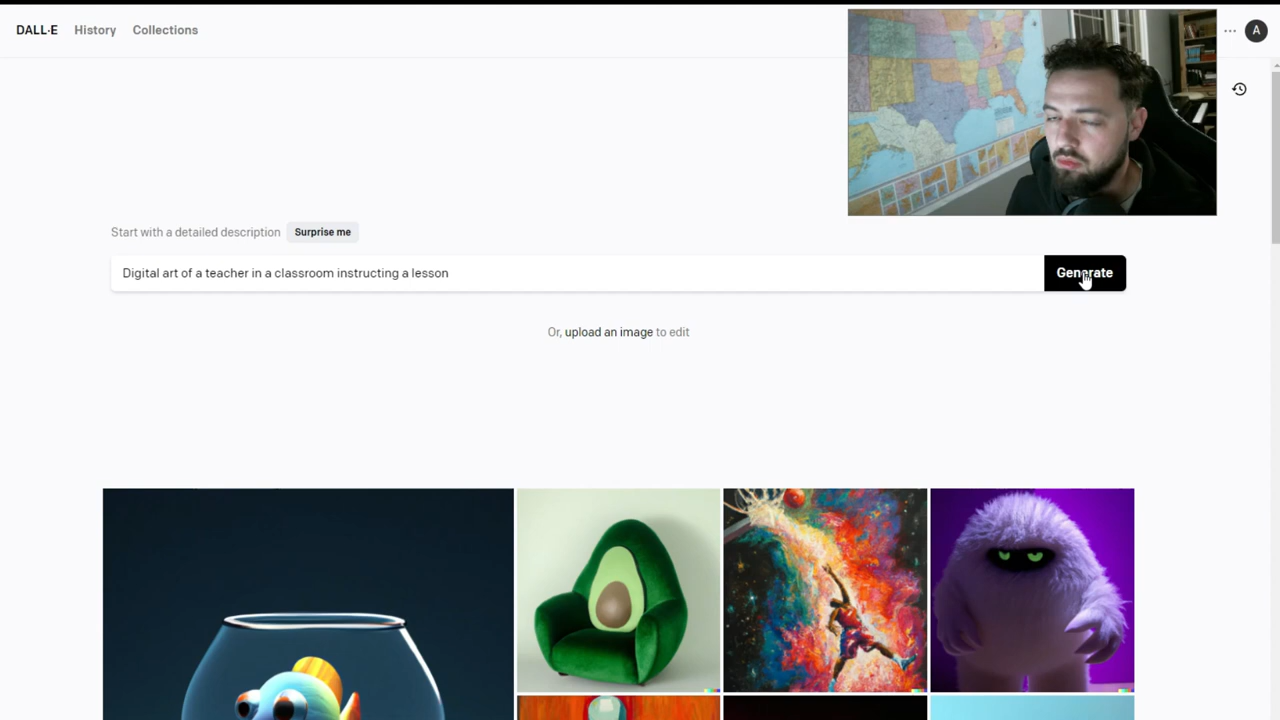 DALL·E History Collections
A
Start with a detailed description Surprise me
Digital art of a teacher in a classroom instructing a lesson
Generate
Or, upload an image to edit